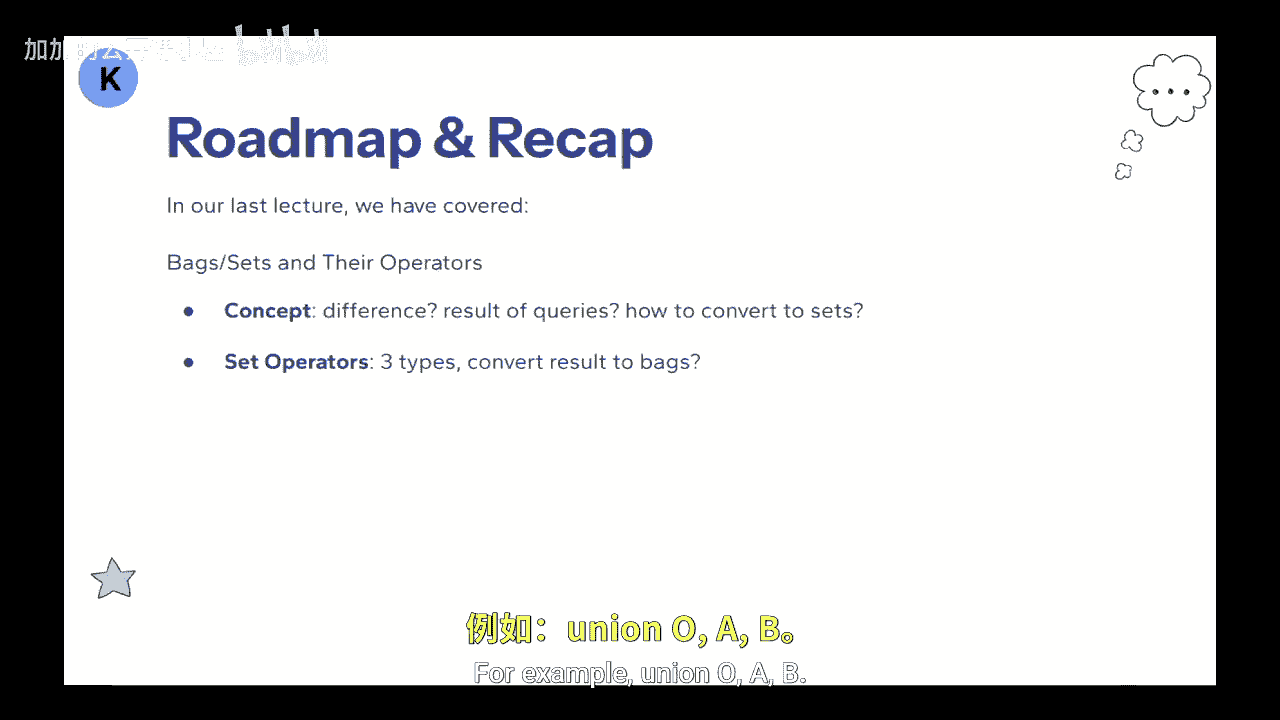 K
Roadmap & Recap
In our last lecture, we have covered:
Bags/Sets and Their Operators
● Concept: difference? result of queries? how to convert to sets?
● Set Operators: 3 types, convert result to bags?
例如：union O, A, B。
For example, union O, A, B.